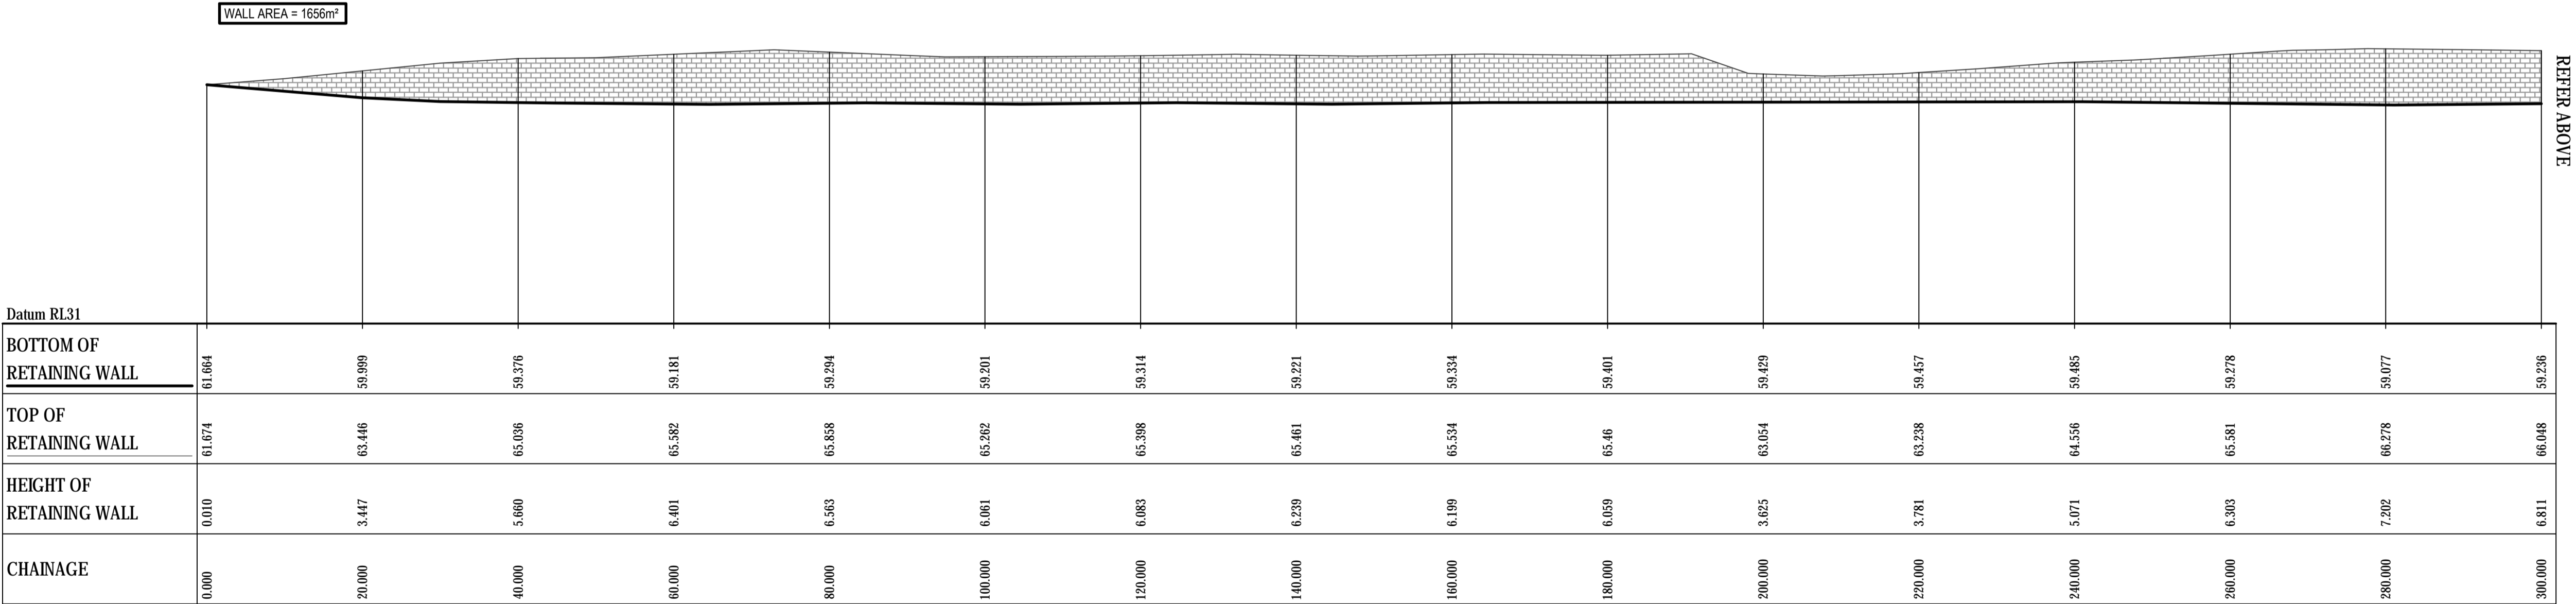 WALL AREA = 1656m²
REFER ABOVE
Datum RL31
BOTTOM OF
RETAINING WALL
61.664 59.999 59.376 59.181 59.294 59.201 59.314 59.221 59.334 59.401 59.429 59.457 59.485 59.278 59.077 59.236
TOP OF
RETAINING WALL
61.674 63.446 65.036 65.582 65.858 65.262 65.398 65.461 65.534 65.46 63.054 63.238 64.556 65.581 66.278 66.048
HEIGHT OF
RETAINING WALL
0.010 3.447 5.660 6.401 6.563 6.061 6.083 6.239 6.199 6.059 3.625 3.781 5.071 6.303 7.202 6.811
CHAINAGE
0.000 20.000 40.000 60.000 80.000 100.000 120.000 140.000 160.000 180.000 200.000 220.000 240.000 260.000 280.000 300.000